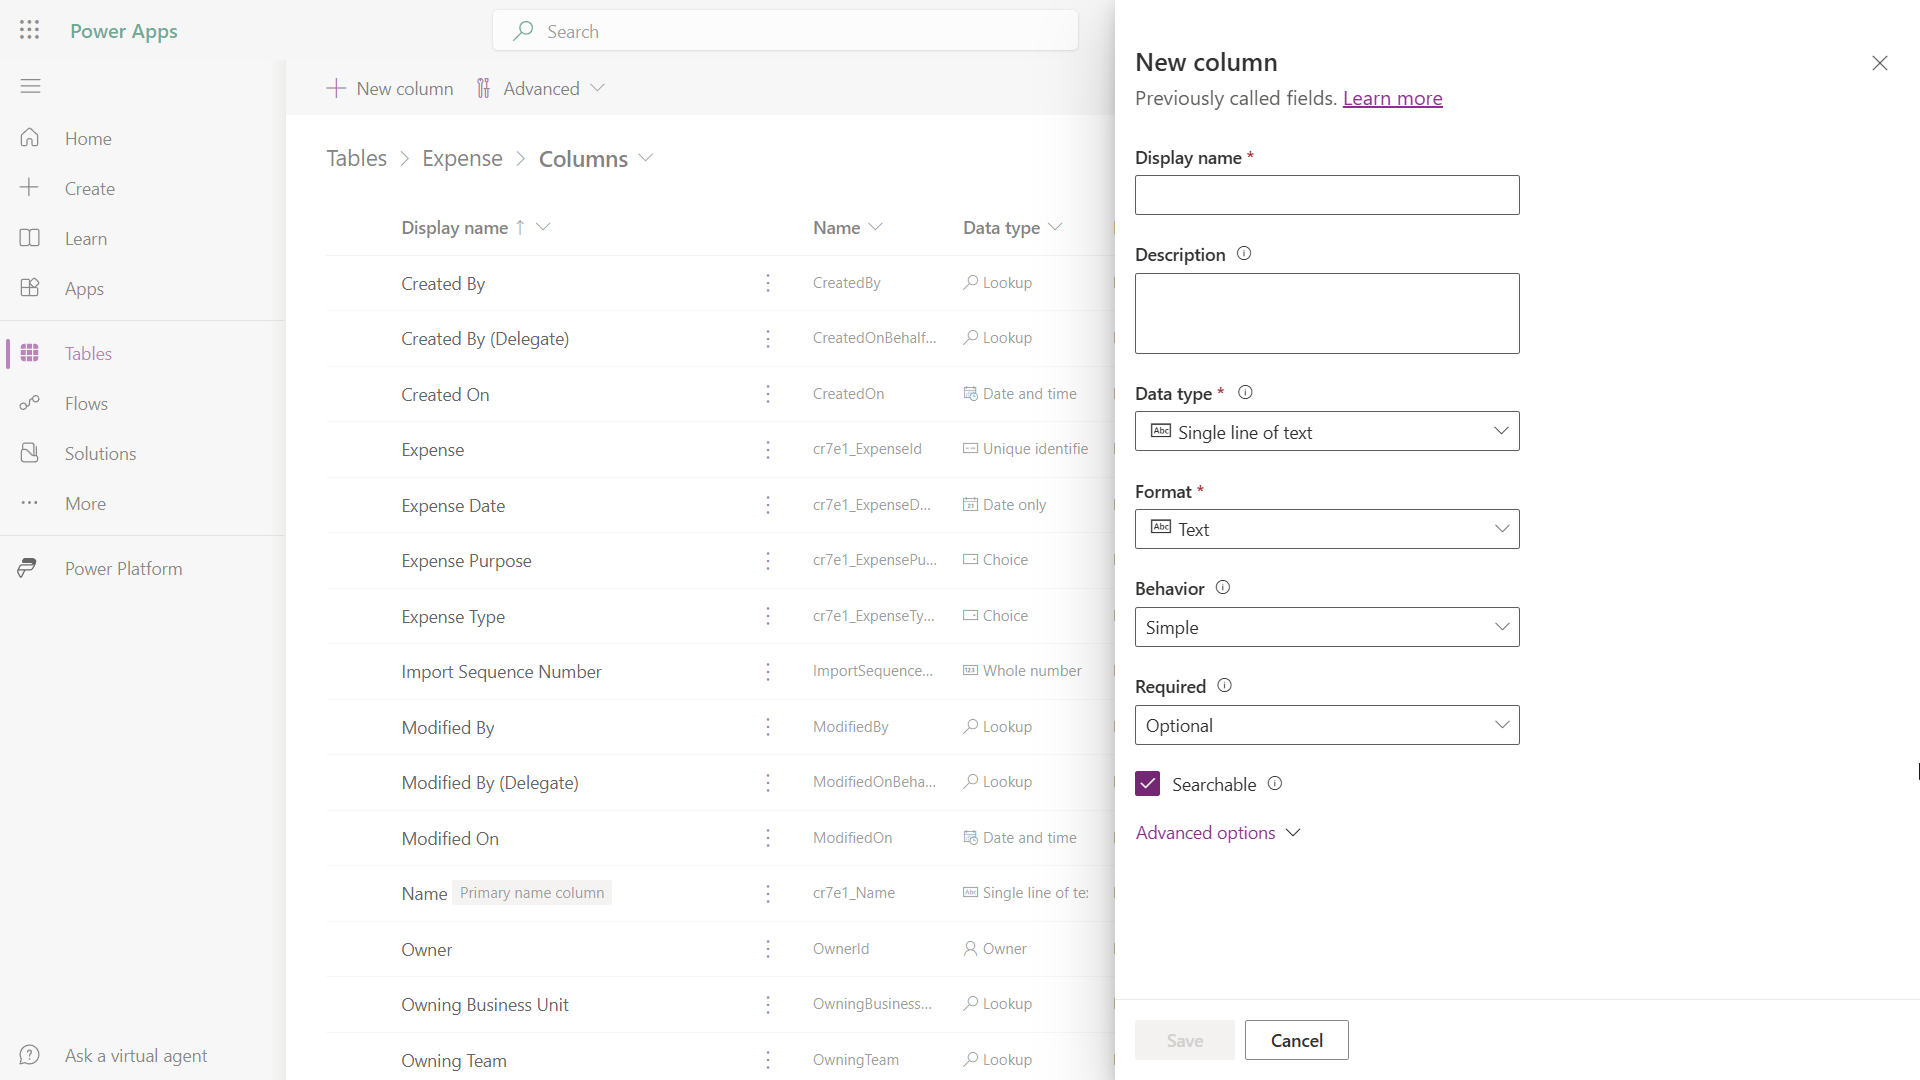 Power Apps
Search
Home
Create
Learn
Apps
Tables
Flows
Solutions
More
Power Platform
Ask a virtual agent
New column
Advanced
Tables > Expense > Columns
Display name ↑ Name Data type
Created By CreatedBy Lookup
Created By (Delegate) CreatedOnBehalf... Lookup
Created On CreatedOn Date and time
Expense cr7e1_ExpenseId Unique identifie
Expense Date cr7e1_ExpenseD... Date only
Expense Purpose cr7e1_ExpensePu... Choice
Expense Type cr7e1_ExpenseTy... Choice
Import Sequence Number ImportSequence... Whole number
Modified By ModifiedBy Lookup
Modified By (Delegate) ModifiedOnBeha... Lookup
Modified On ModifiedOn Date and time
Name Primary name column cr7e1_Name Single line of te
Owner OwnerId Owner
Owning Business Unit OwningBusiness... Lookup
Owning Team OwningTeam Lookup
New column
Previously called fields. Learn more
Display name *
Description
Data type *
Abc Single line of text
Format *
Abc Text
Behavior
Simple
Required
Optional
Searchable
Advanced options
Save Cancel